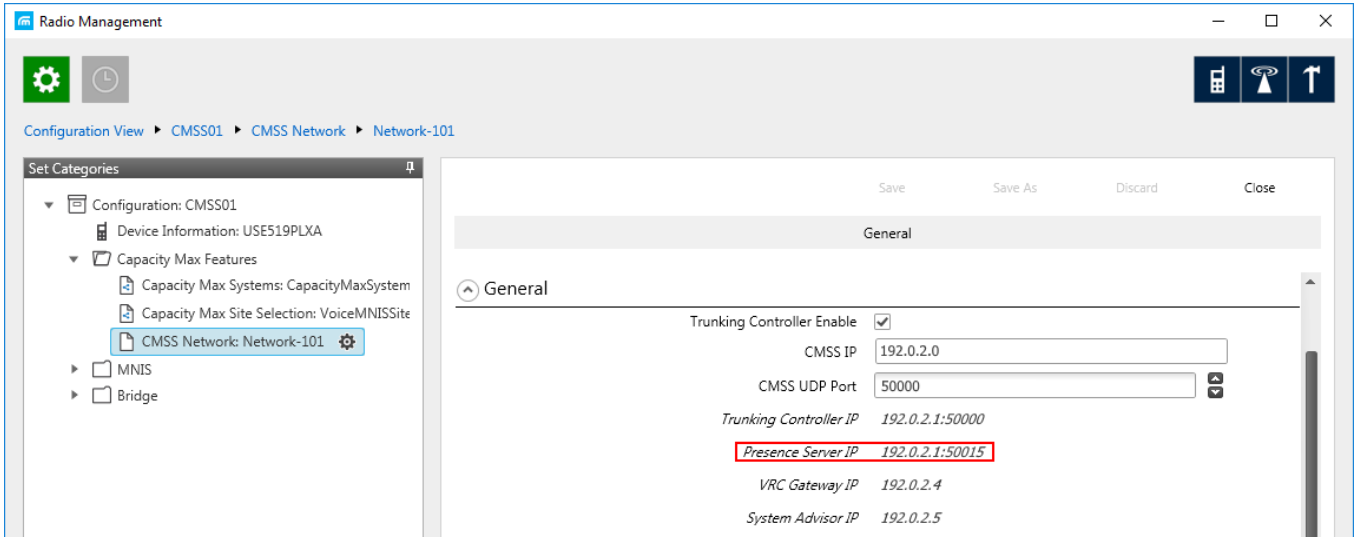 Radio Management
Configuration View ▶ CMSS01 ▶ CMSS Network ▶ Network-101
Set Categories
Configuration: CMSS01
Device Information: USE519PLXA
Capacity Max Features
Capacity Max Systems: CapacityMaxSystem
Capacity Max Site Selection: VoiceMNISSite
CMSS Network: Network-101
MNIS
Bridge
Save Save As Discard Close
General
General
Trunking Controller Enable
CMSS IP 192.0.2.0
CMSS UDP Port 50000
Trunking Controller IP 192.0.2.1:50000
Presence Server IP 192.0.2.1:50015
VRC Gateway IP 192.0.2.4
System Advisor IP 192.0.2.5